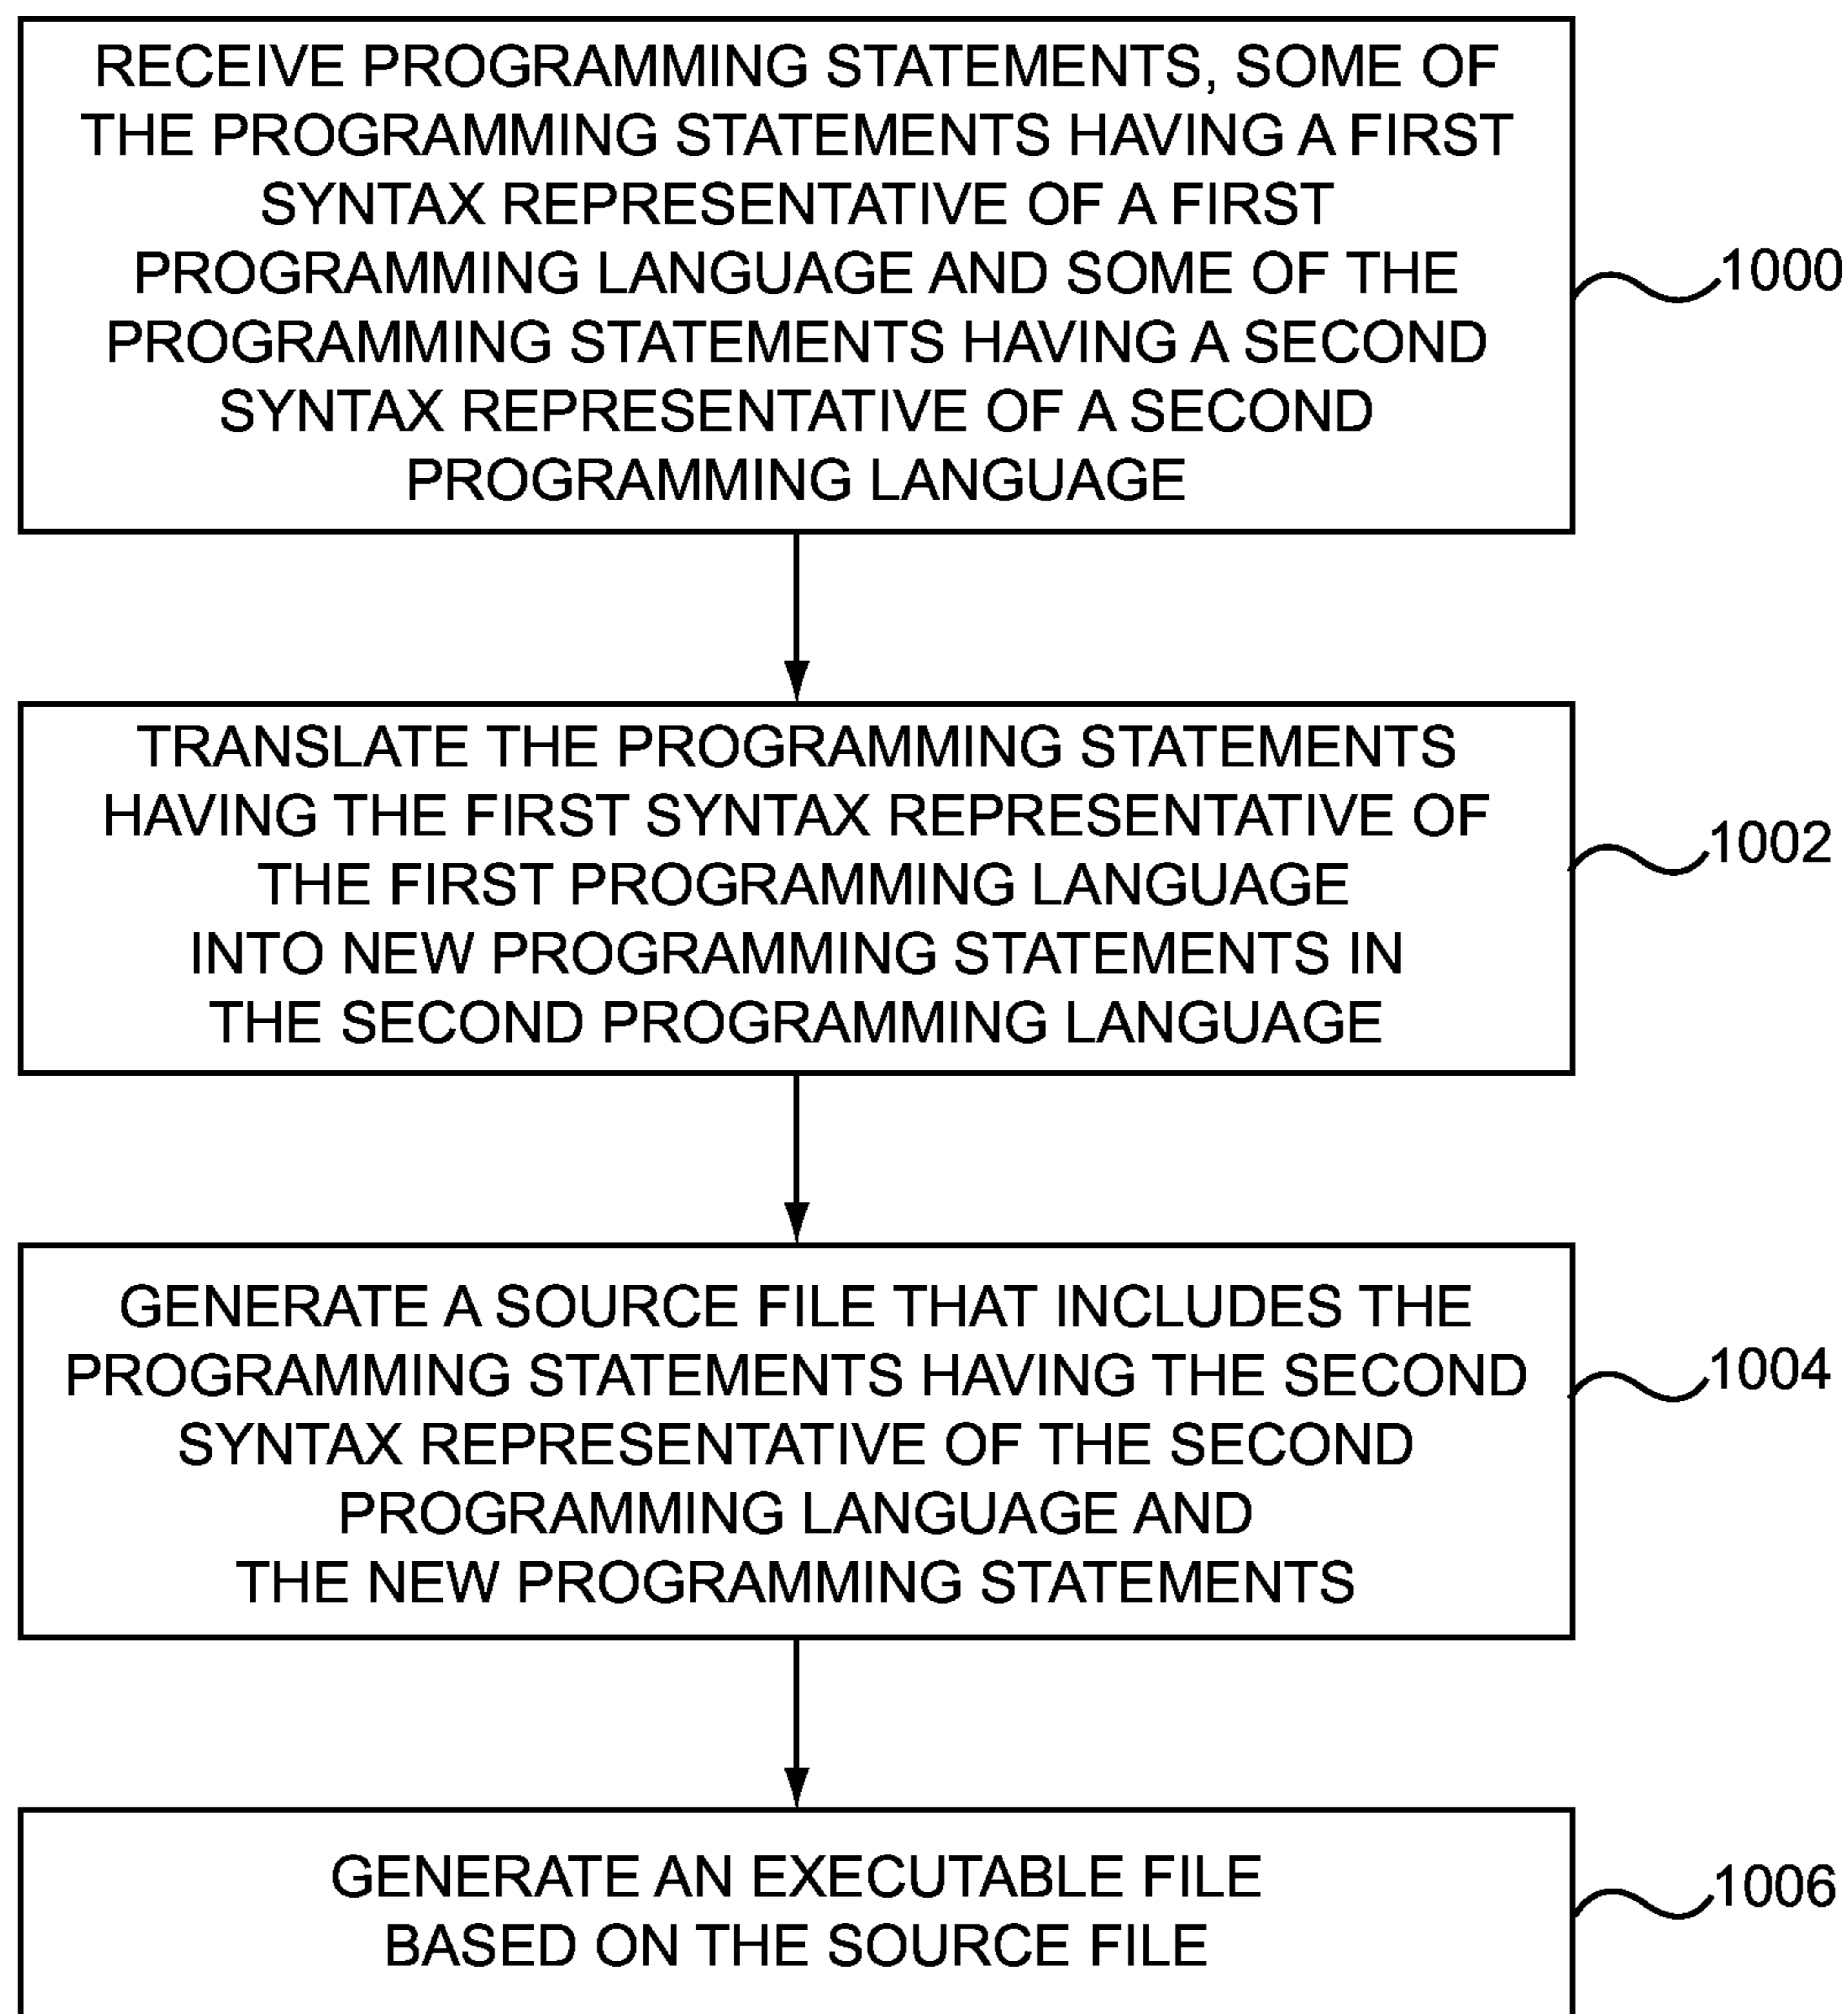 RECEIVE PROGRAMMING STATEMENTS, SOME OF
THE PROGRAMMING STATEMENTS HAVING A FIRST
SYNTAX REPRESENTATIVE OF A FIRST
PROGRAMMING LANGUAGE AND SOME OF THE
PROGRAMMING STATEMENTS HAVING A SECOND
SYNTAX REPRESENTATIVE OF A SECOND
PROGRAMMING LANGUAGE
1000
TRANSLATE THE PROGRAMMING STATEMENTS
HAVING THE FIRST SYNTAX REPRESENTATIVE OF
THE FIRST PROGRAMMING LANGUAGE
INTO NEW PROGRAMMING STATEMENTS IN
THE SECOND PROGRAMMING LANGUAGE
1002
GENERATE A SOURCE FILE THAT INCLUDES THE
PROGRAMMING STATEMENTS HAVING THE SECOND
SYNTAX REPRESENTATIVE OF THE SECOND
PROGRAMMING LANGUAGE AND
THE NEW PROGRAMMING STATEMENTS
1004
GENERATE AN EXECUTABLE FILE
BASED ON THE SOURCE FILE
1006